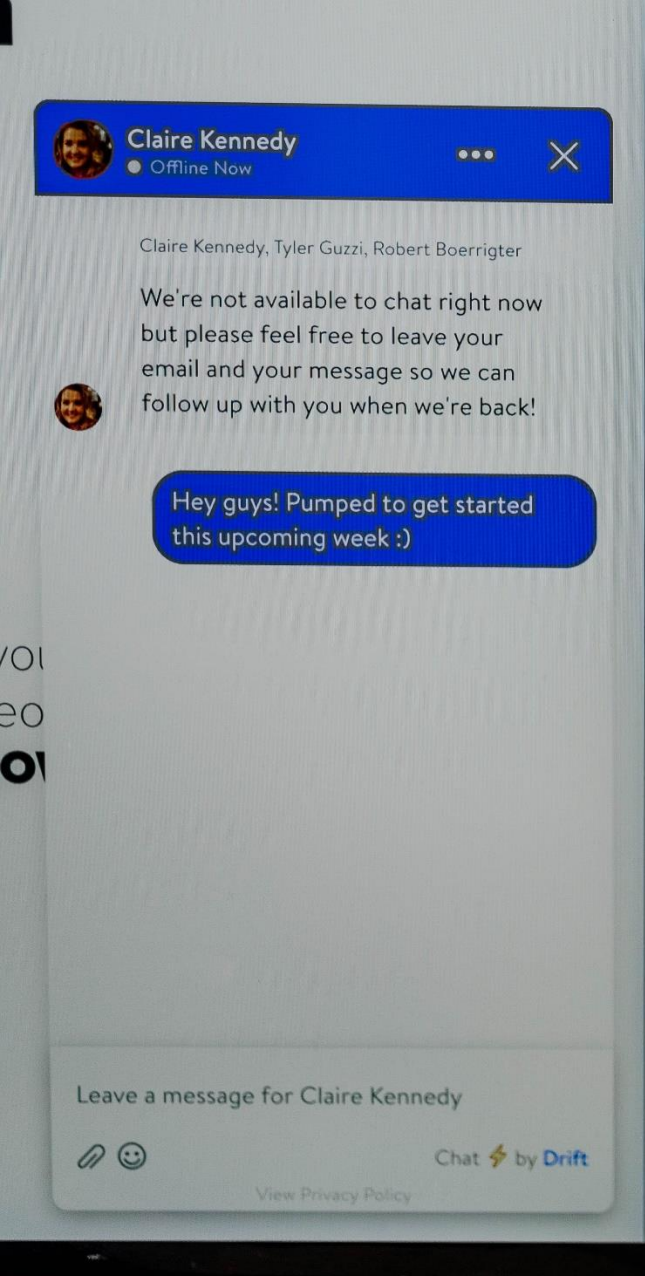 Claire Kennedy
Offline Now
Claire Kennedy, Tyler Guzzi, Robert Boerrigter
We're not available to chat right now
but please feel free to leave your
email and your message so we can
follow up with you when we're back!
Hey guys! Pumped to get started
this upcoming week :)
Leave a message for Claire Kennedy
Chat ⚡ by Drift
View Privacy Policy